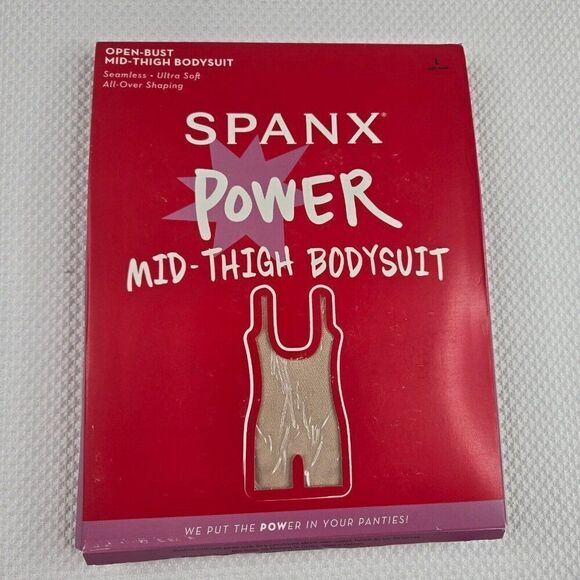 OPEN-BUST
MID-THIGH BODYSUIT
Seamless • Ultra Soft
All-Over Shaping
L
SPANX®
POWER
MID-THIGH BODYSUIT
WE PUT THE POWER IN YOUR PANTIES!